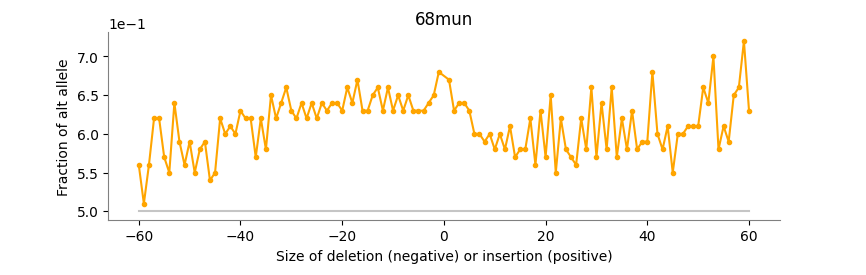 68mun
1e−1
7.0
6.5
6.0
5.5
5.0
Fraction of alt allele
−60 −40 −20 0 20 40 60
Size of deletion (negative) or insertion (positive)